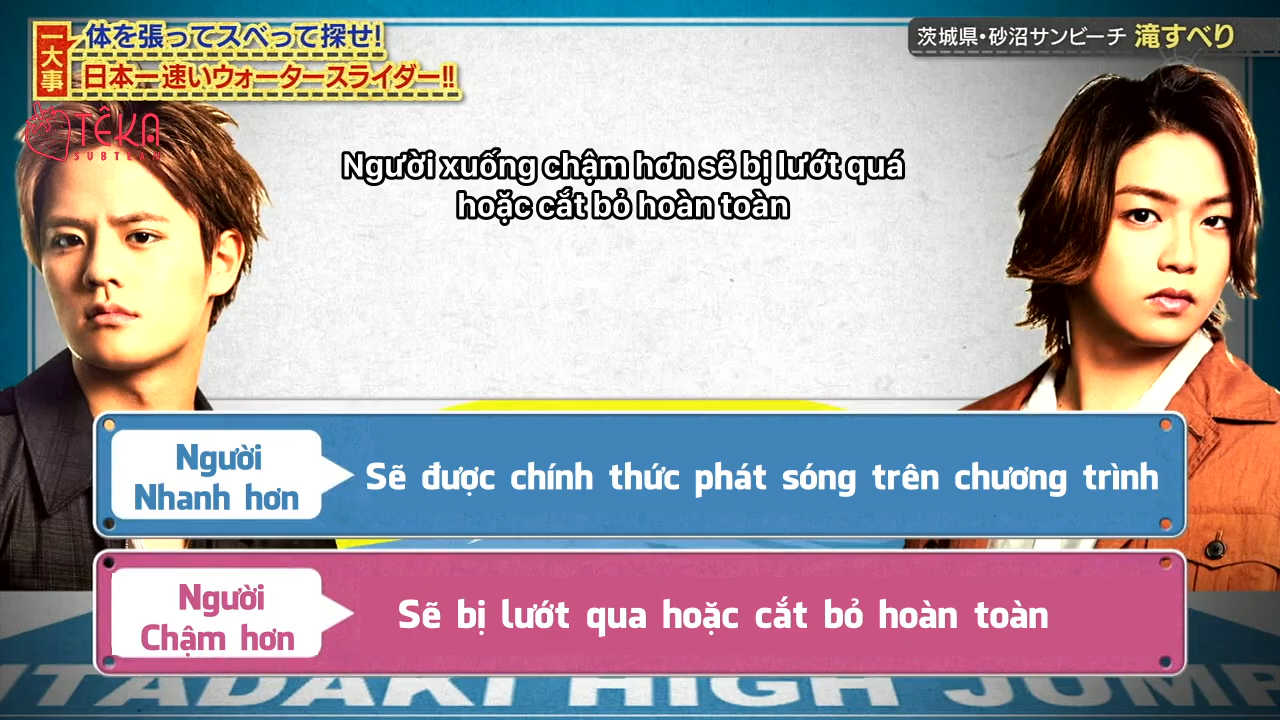 一大事
体を張ってスベって探せ!
日本一速いウォータースライダー!!
茨城県・砂沼サンビーチ 滝すべり
TÊKA
SUBTEAM
Người xuống chậm hơn sẽ bị lướt quá
hoặc cắt bỏ hoàn toàn
Người
Nhanh hơn
Sẽ được chính thức phát sóng trên chương trình
Người
Chậm hơn
Sẽ bị lướt qua hoặc cắt bỏ hoàn toàn
ITADAKI HIGH JUMP